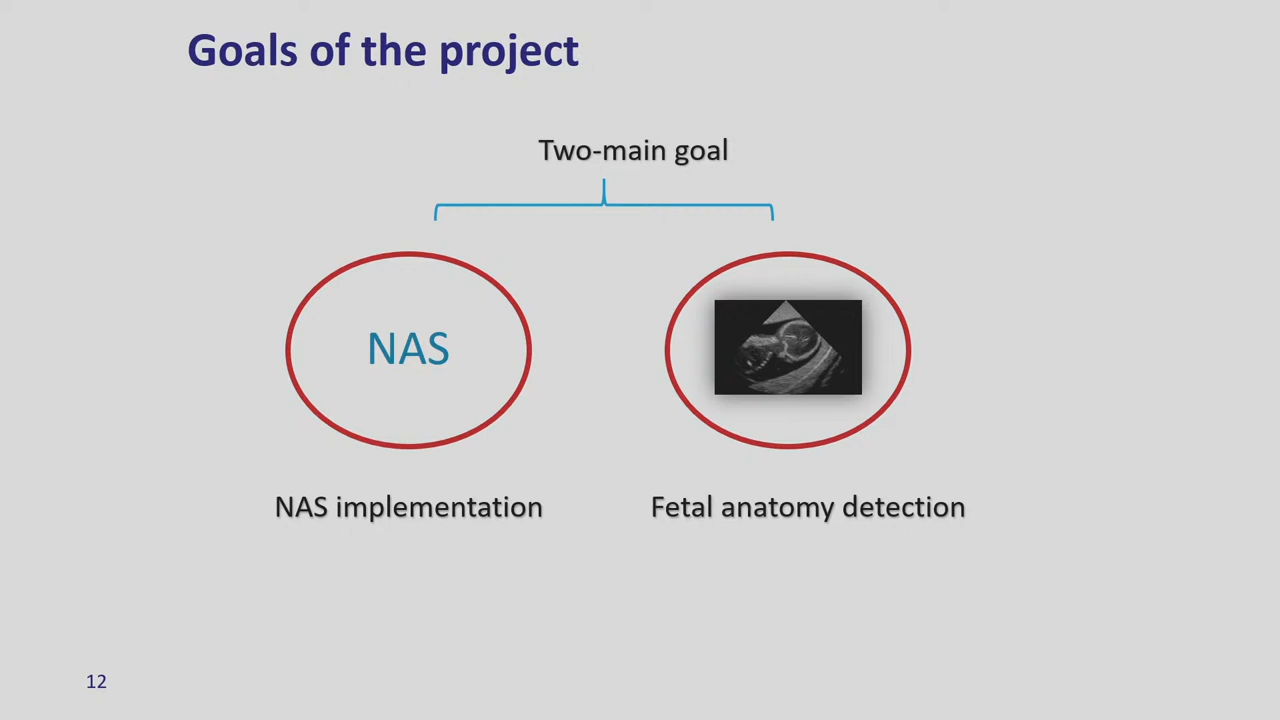 Goals of the project
Two-main goal
NAS
NAS implementation
Fetal anatomy detection
12